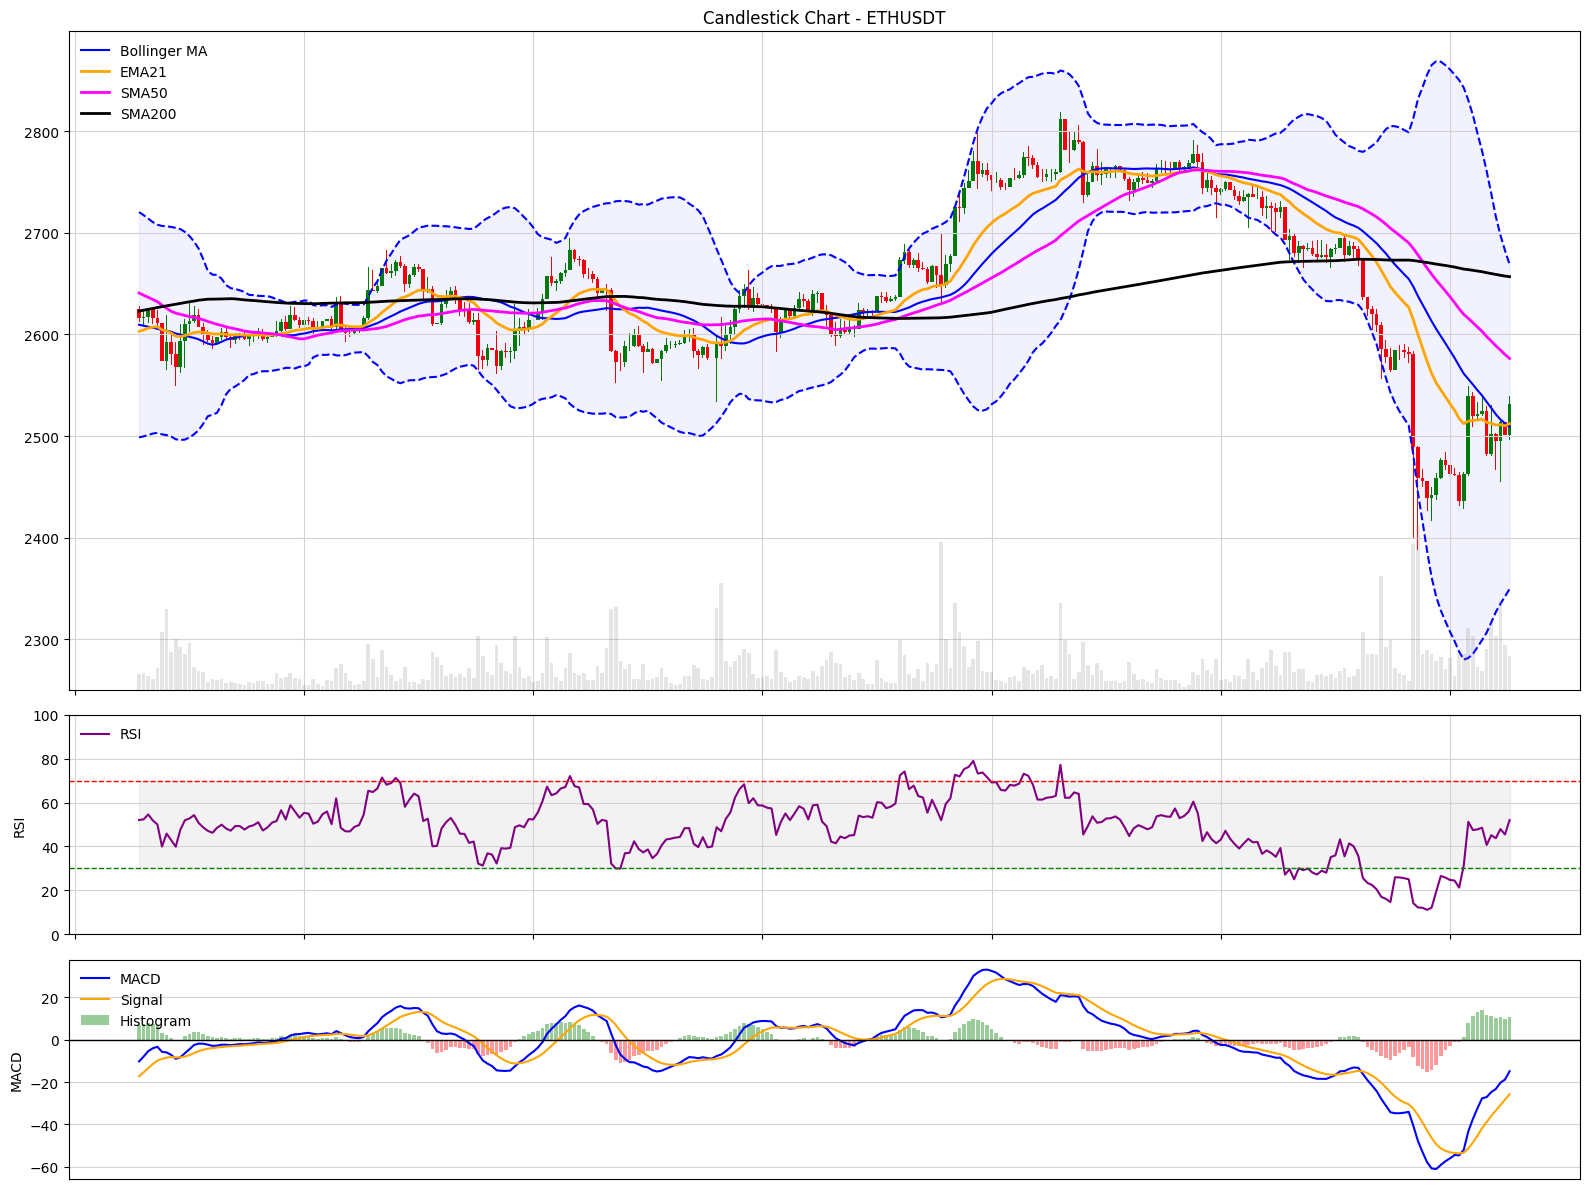 Candlestick Chart - ETHUSDT
Bollinger MA
EMA21
SMA50
SMA200
2800
2700
2600
2500
2400
2300
100
80
60
40
20
0
RSI
RSI
MACD
Signal
Histogram
20
0
−20
−40
−60
MACD